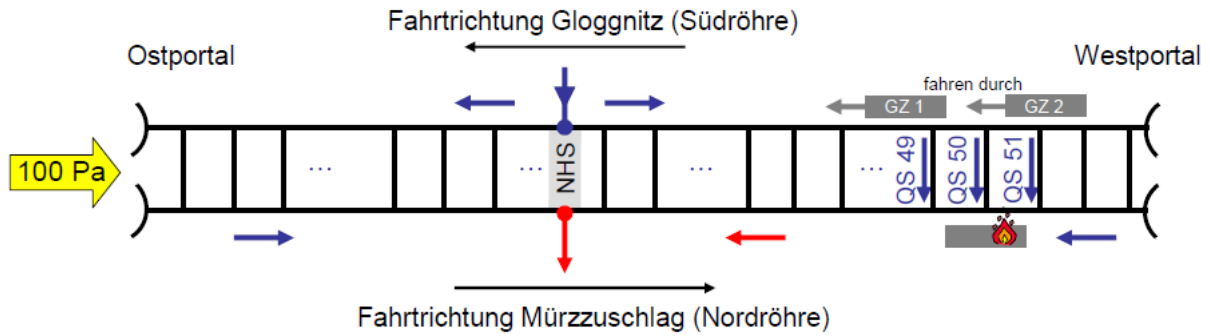 Fahrtrichtung Gloggnitz (Südröhre)
Ostportal
Westportal
fahren durch
GZ 1
GZ 2
100 Pa
...
...
NHS
...
...
QS 49
QS 50
QS 51
Fahrtrichtung Mürzzuschlag (Nordröhre)